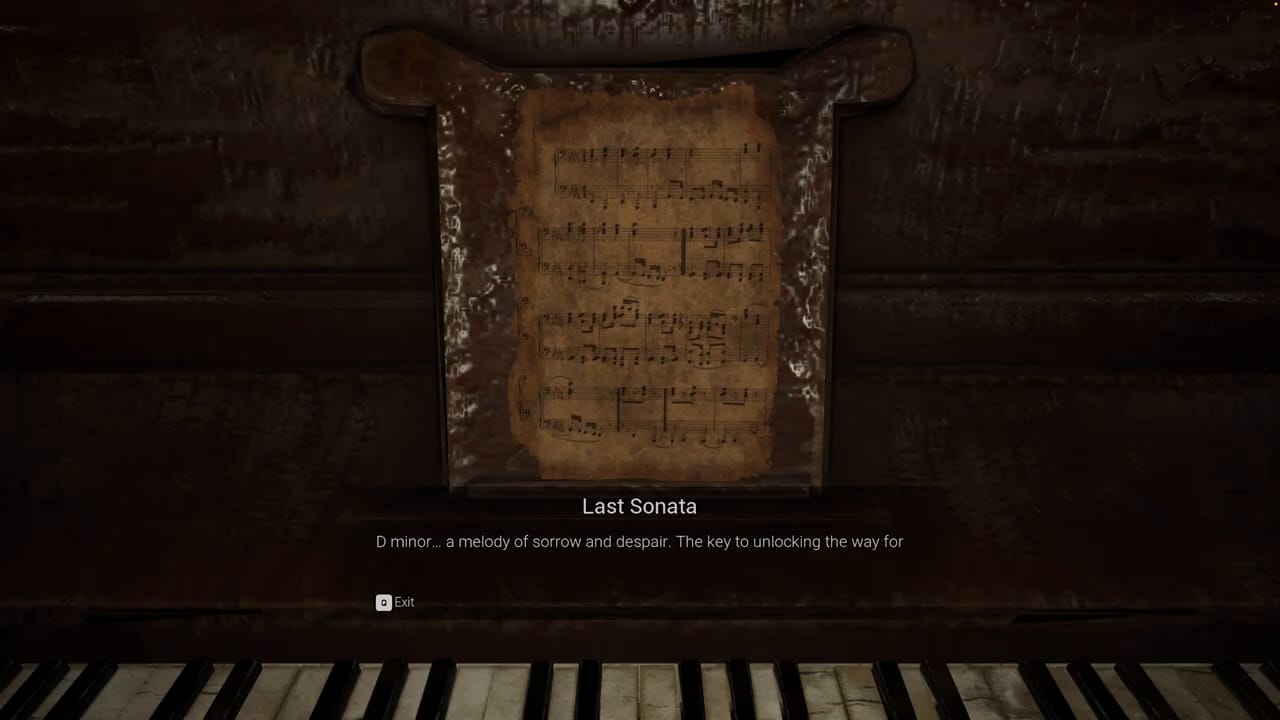 Last Sonata
D minor... a melody of sorrow and despair. The key to unlocking the way for
Q Exit